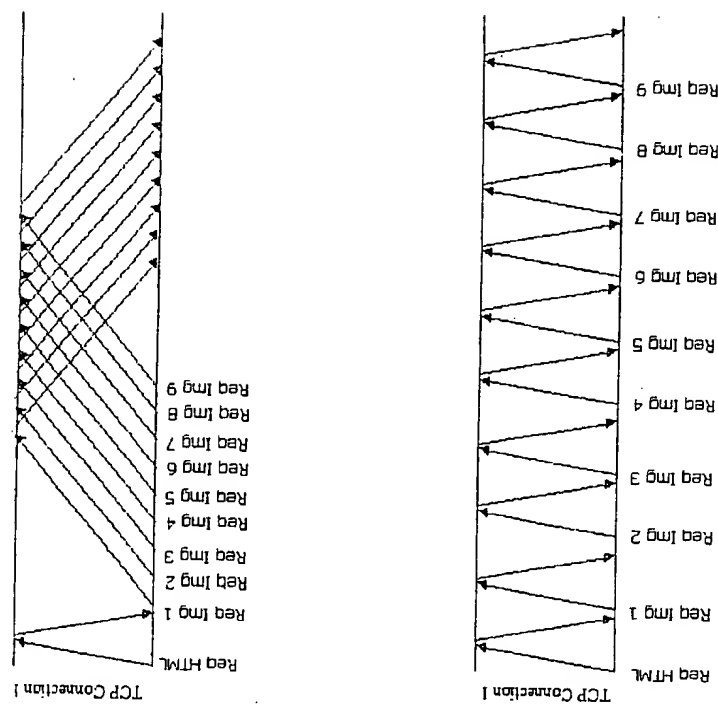 TCP Connection 1
Req HTML
Req Img 1
Req Img 2
Req Img 3
Req Img 4
Req Img 5
Req Img 6
Req Img 7
Req Img 8
Req Img 9
TCP Connection 1
Req HTML
Req Img 1
Req Img 2
Req Img 3
Req Img 4
Req Img 5
Req Img 6
Req Img 7
Req Img 8
Req Img 9